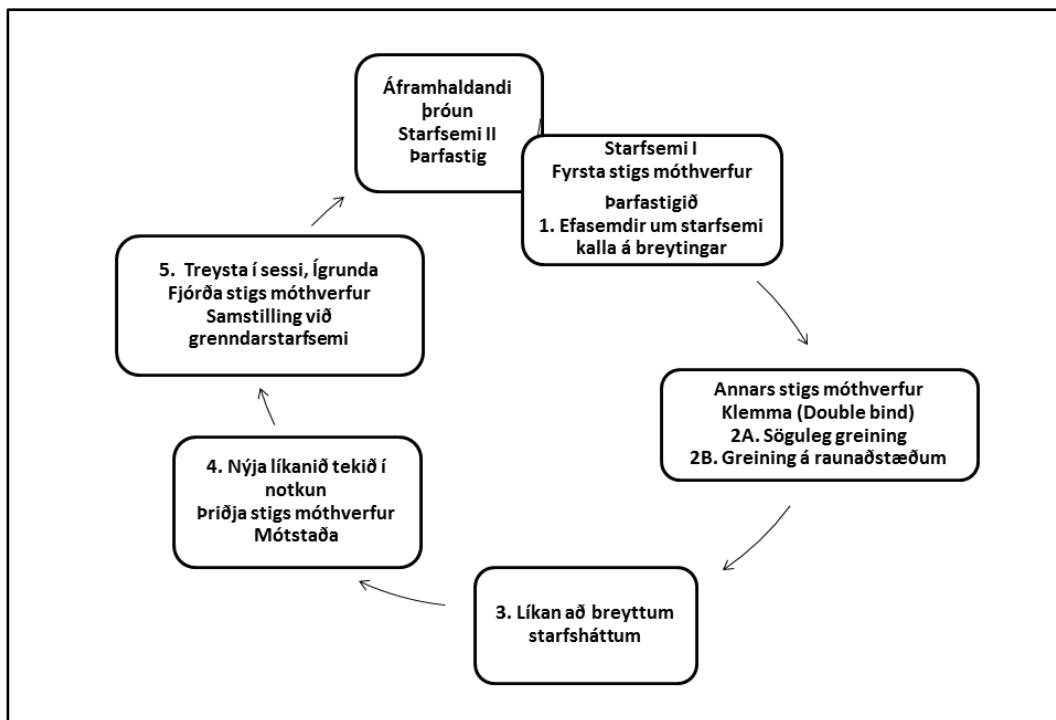 Áframhaldandi
þróun
Starfsemi II
Þarfastig
Starfsemi I
Fyrsta stigs móthverfur
Þarfastigið
1. Efasemdir um starfsemi
kalla á breytingar
Annars stigs móthverfur
Klemma (Double bind)
2A. Söguleg greining
2B. Greining á raunaðstæðum
3. Líkan að breyttum
starfsháttum
4. Nýja líkanið tekið í
notkun
Þriðja stigs móthverfur
Mótstaða
5. Treysta í sessi, Ígrunda
Fjórða stigs móthverfur
Samstilling við
grenndarstarfsemi